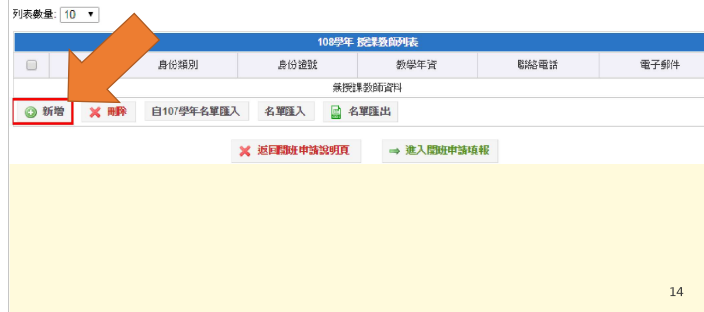 列表數量: 10
108學年 授課教師列表
身份類別 身份證號 教學年資 聯絡電話 電子郵件
無授課教師資料
新增 刪除 自107學年名單匯入 名單匯入 名單匯出
返回開班申請說明頁 進入開班申請填報
14